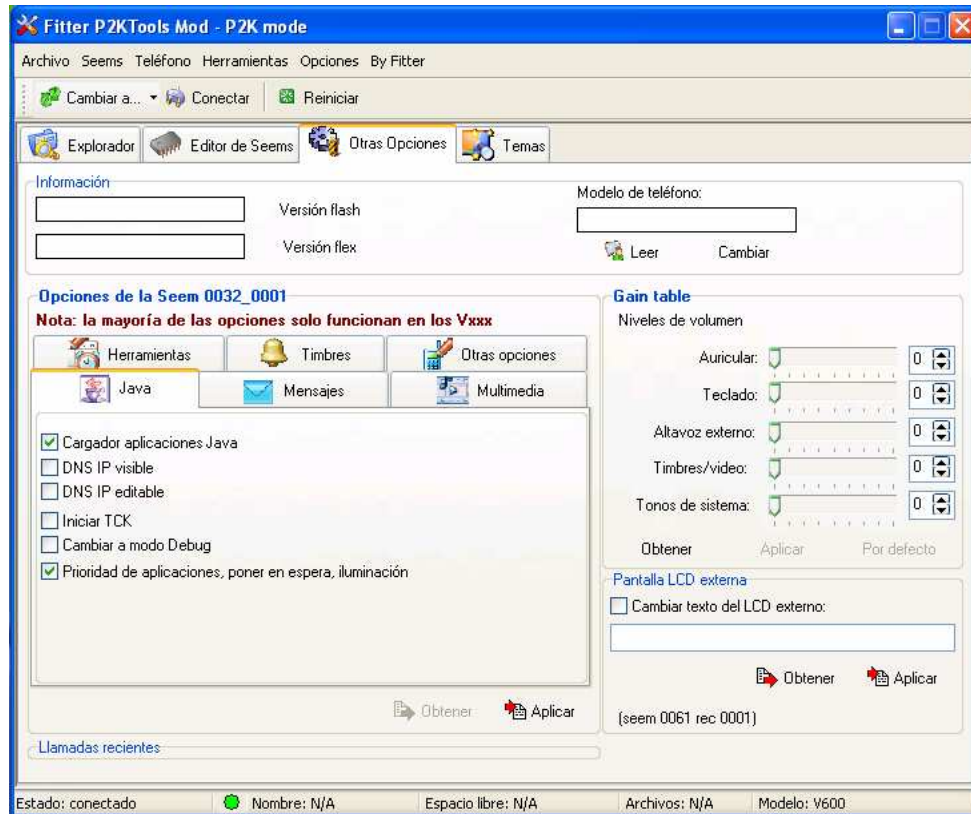 Fitter P2KTools Mod - P2K mode
Archivo Seems Teléfono Herramientas Opciones By Fitter
Cambiar a... Conectar Reiniciar
Explorador Editor de Seems Otras Opciones Temas
Información
Versión flash
Versión flex
Modelo de teléfono:
Leer Cambiar
Opciones de la Seem 0032_0001
Nota: la mayoría de las opciones solo funcionan en los Vxxx
Herramientas Timbres Otras opciones
Java Mensajes Multimedia
Cargador aplicaciones Java
DNS IP visible
DNS IP editable
Iniciar TCK
Cambiar a modo Debug
Prioridad de aplicaciones, poner en espera, iluminación
Obtener Aplicar
Llamadas recientes
Gain table
Niveles de volumen
Auricular: 0
Teclado: 0
Altavoz externo: 0
Timbres/video: 0
Tonos de sistema: 0
Obtener Aplicar Por defecto
Pantalla LCD externa
Cambiar texto del LCD externo:
Obtener Aplicar
(seem 0061 rec 0001)
Estado: conectado Nombre: N/A Espacio libre: N/A Archivos: N/A Modelo: V600